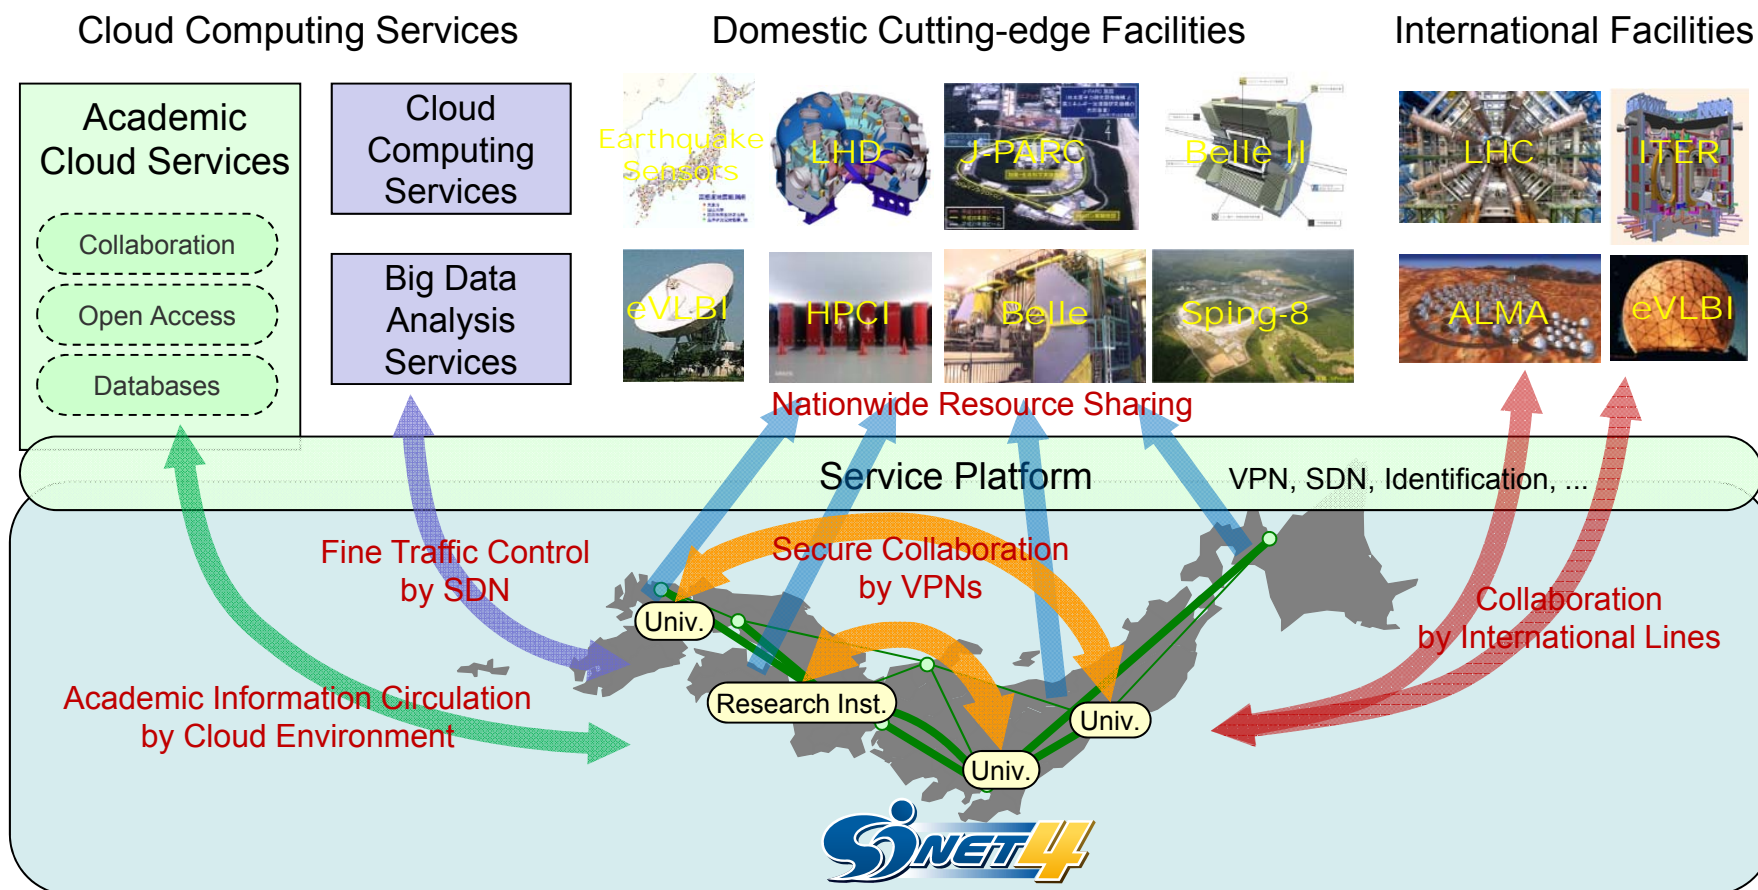 Cloud Computing Services
Domestic Cutting-edge Facilities
International Facilities
Academic
Cloud Services
Collaboration
Open Access
Databases
Cloud
Computing
Services
Big Data
Analysis
Services
Earthquake
Sensors
LHD
J-PARC
Belle II
LHC
ITER
eVLBI
HPCI
Belle
Sping-8
ALMA
eVLBI
Nationwide Resource Sharing
Service Platform
VPN, SDN, Identification, ...
Fine Traffic Control
by SDN
Secure Collaboration
by VPNs
Collaboration
by International Lines
Academic Information Circulation
by Cloud Environment
Univ.
Research Inst.
Univ.
Univ.
SINET4